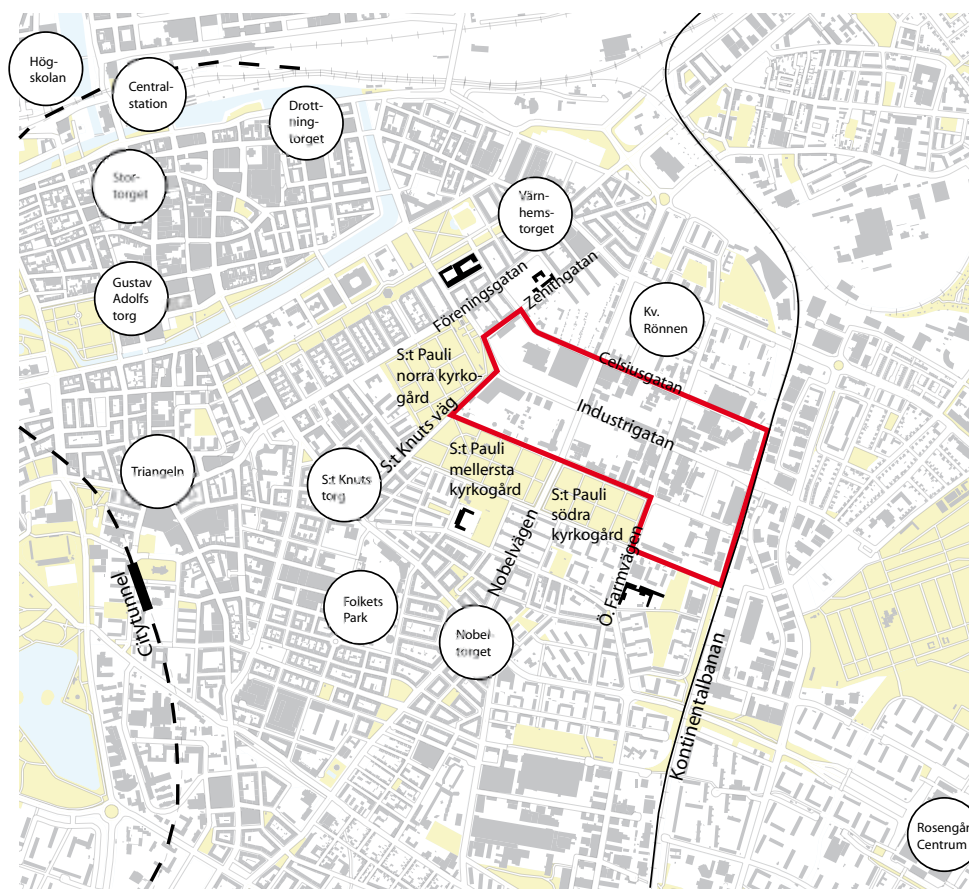 Hög-
skolan
Central-
station
Drott-
ning-
torget
Stor-
torget
Värn-
hems-
torget
Gustav
Adolfs
torg
Föreningsgatan
Zenithgatan
Kv.
Rönnen
S:t Pauli
norra kyrko-
gård
Celsiusgatan
Industrigatan
S:t Knuts väg
S:t Pauli
mellersta
kyrkogård
Triangeln
S:t Knuts
torg
S:t Pauli
södra
kyrkogård
Nobelvägen
Ö. Farmvägen
Citytunnel
Folkets
Park
Nobel
torget
Kontinentalbanan
Rosengår
Centrum